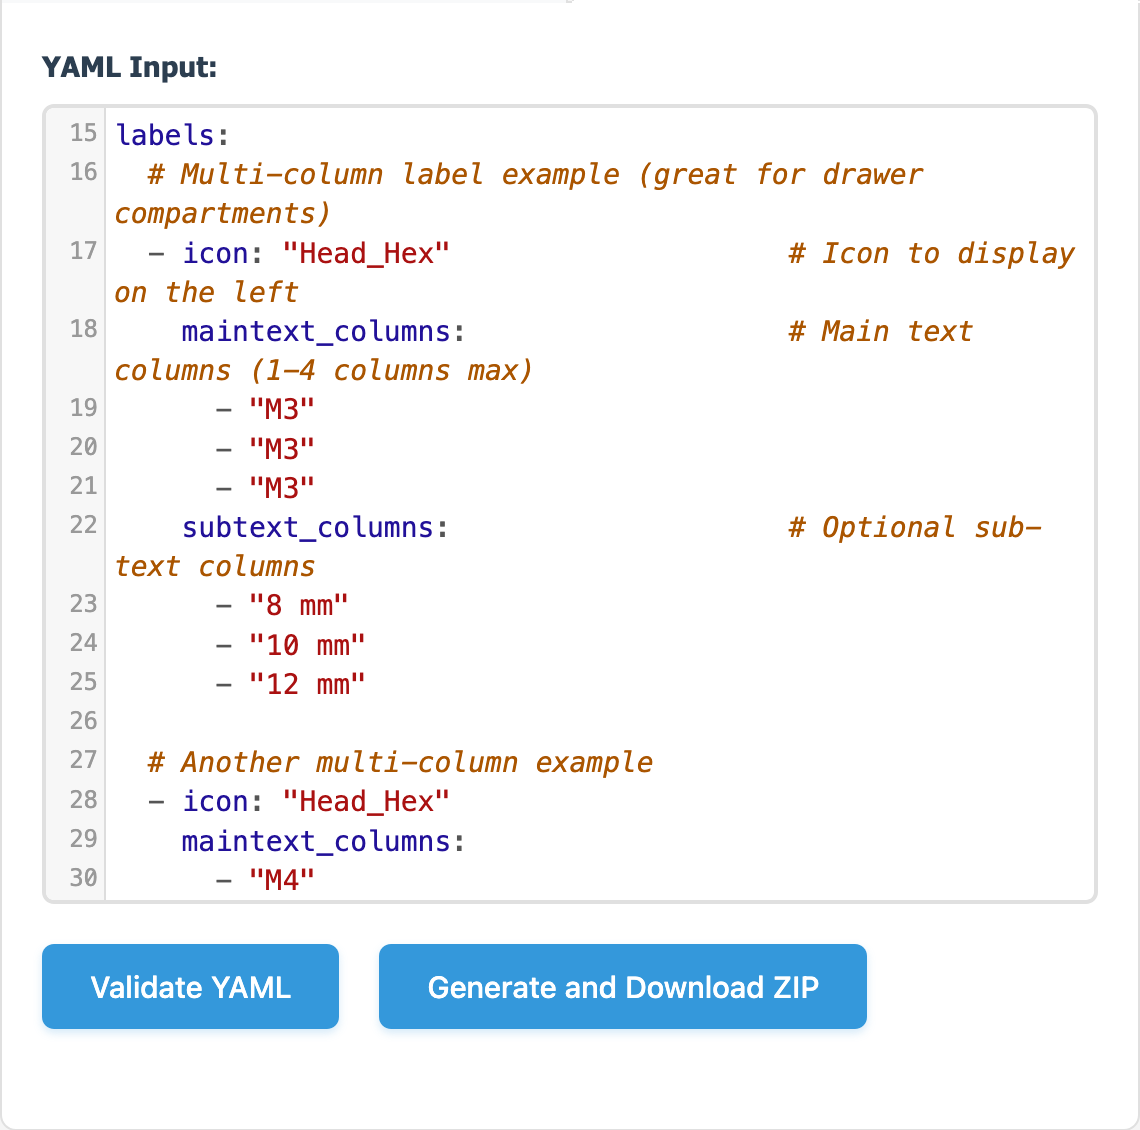 YAML Input:
15 labels:
16   # Multi-column label example (great for drawer
compartments)
17   - icon: "Head_Hex"                    # Icon to display
on the left
18     maintext_columns:                   # Main text
columns (1-4 columns max)
19       - "M3"
20       - "M3"
21       - "M3"
22     subtext_columns:                    # Optional sub-
text columns
23       - "8 mm"
24       - "10 mm"
25       - "12 mm"
26
27   # Another multi-column example
28   - icon: "Head_Hex"
29     maintext_columns:
30       - "M4"
Validate YAML
Generate and Download ZIP